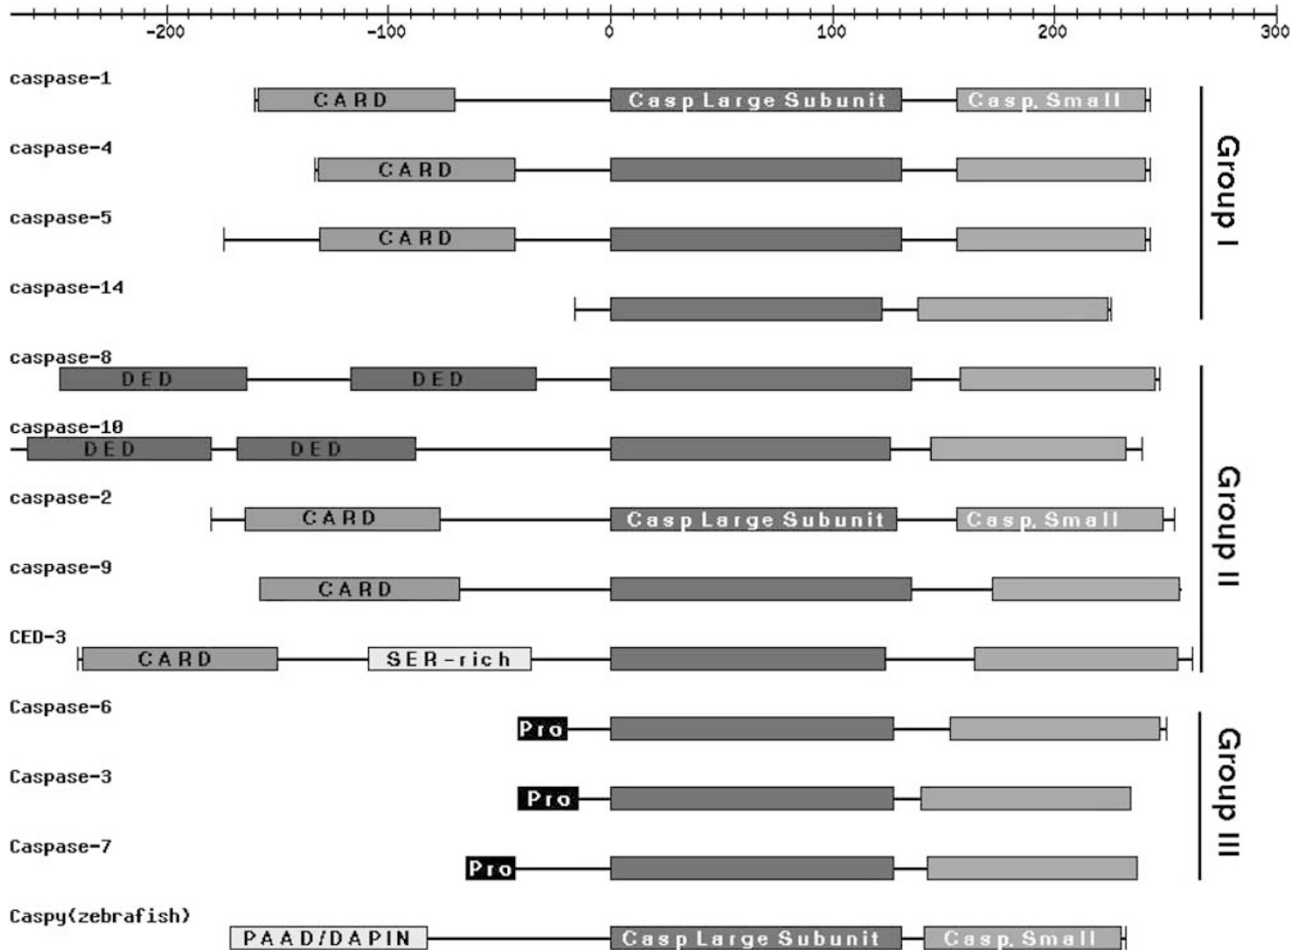 -200 -100 0 100 200 300
caspase-1
CARD Casp Large Subunit Casp. Small
caspase-4
CARD
caspase-5
CARD
Group I
caspase-14
caspase-8
DED DED
caspase-10
DED DED
caspase-2
CARD Casp Large Subunit Casp. Small
Group II
caspase-9
CARD
CED-3
CARD SER-rich
Caspase-6
Pro
Caspase-3
Pro
Group III
Caspase-7
Pro
Caspy(zebrafish)
PAAD/DAPIN Casp Large Subunit Casp. Small